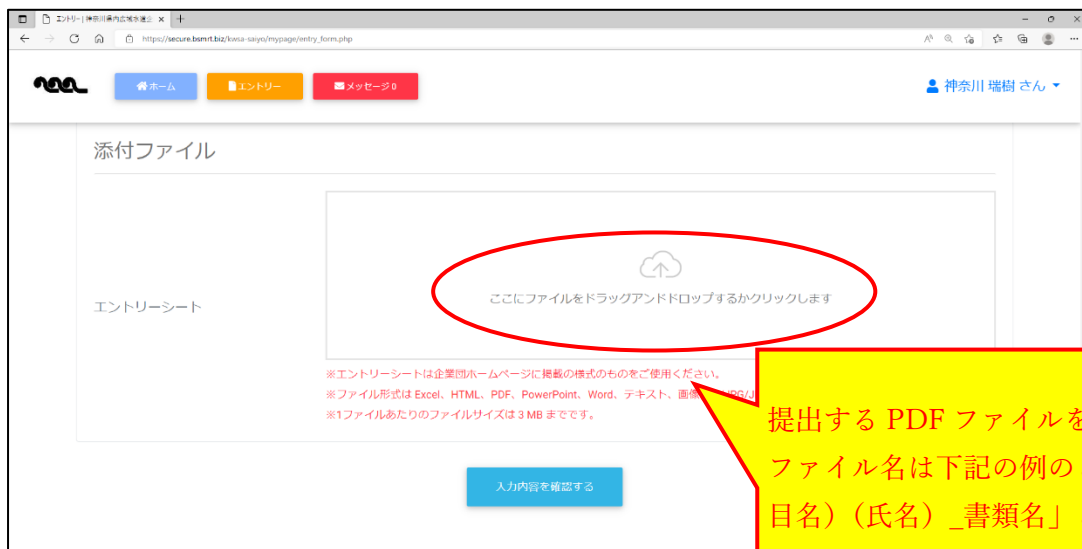 エントリー | 神奈川県内広域水道企
https://secure.bsmrt.biz/kwsa-saiyo/mypage/entry_form.php
ホーム
エントリー
メッセージ 0
神奈川 瑞樹 さん
添付ファイル
エントリーシート
ここにファイルをドラッグアンドドロップするかクリックします
※エントリーシートは企業団ホームページに掲載の様式のものをご使用ください。
※ファイル形式は Excel、HTML、PDF、PowerPoint、Word、テキスト、画像
※1ファイルあたりのファイルサイズは 3 MB までです。
入力内容を確認する
提出する PDF ファイルを
ファイル名は下記の例の
目名)(氏名)_書類名」